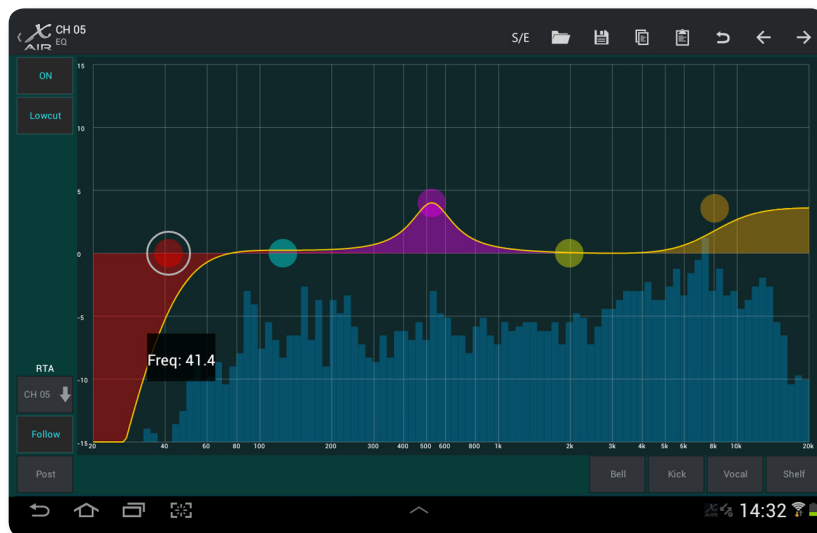 X AIR CH 05
EQ
S/E
ON
Lowcut
15
10
5
0
-5
-10
-15
Freq: 41.4
RTA
CH 05
Follow
Post
20 40 60 80 100 200 300 400 500 600 800 1k 2k 3k 4k 5k 6k 8k 10k 20k
Bell Kick Vocal Shelf
14:32